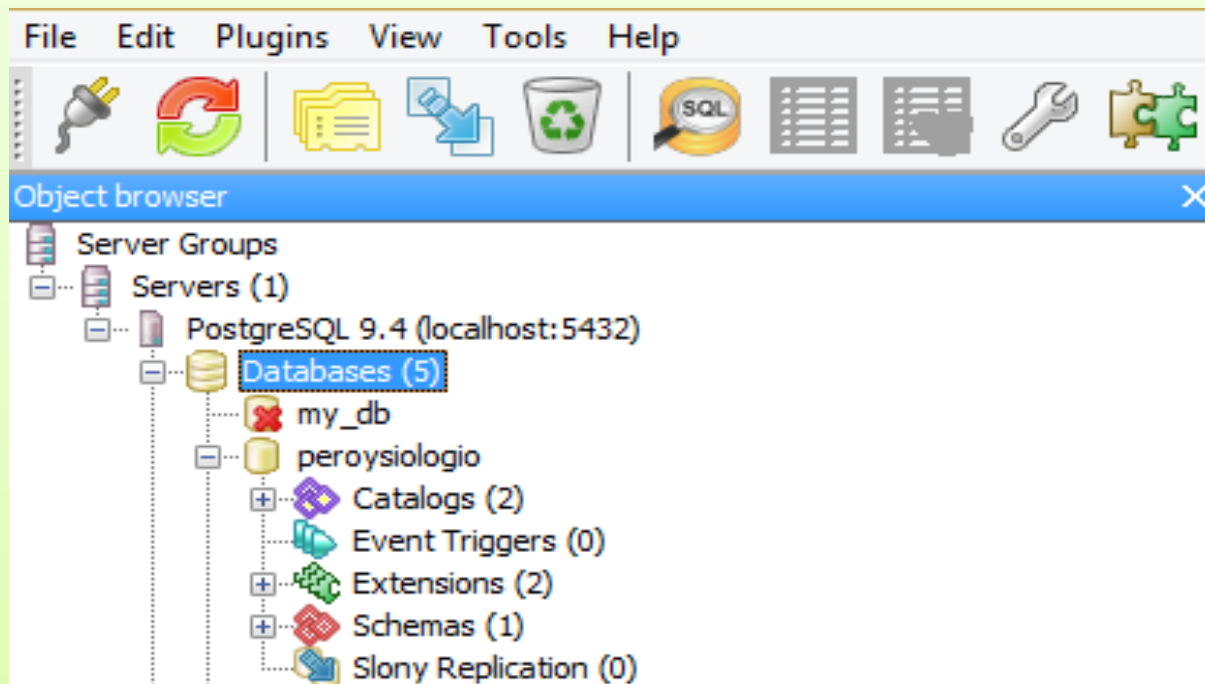 File Edit Plugins View Tools Help
SQL
Object browser
Server Groups
Servers (1)
PostgreSQL 9.4 (localhost:5432)
Databases (5)
my_db
peroysiologio
Catalogs (2)
Event Triggers (0)
Extensions (2)
Schemas (1)
Slony Replication (0)